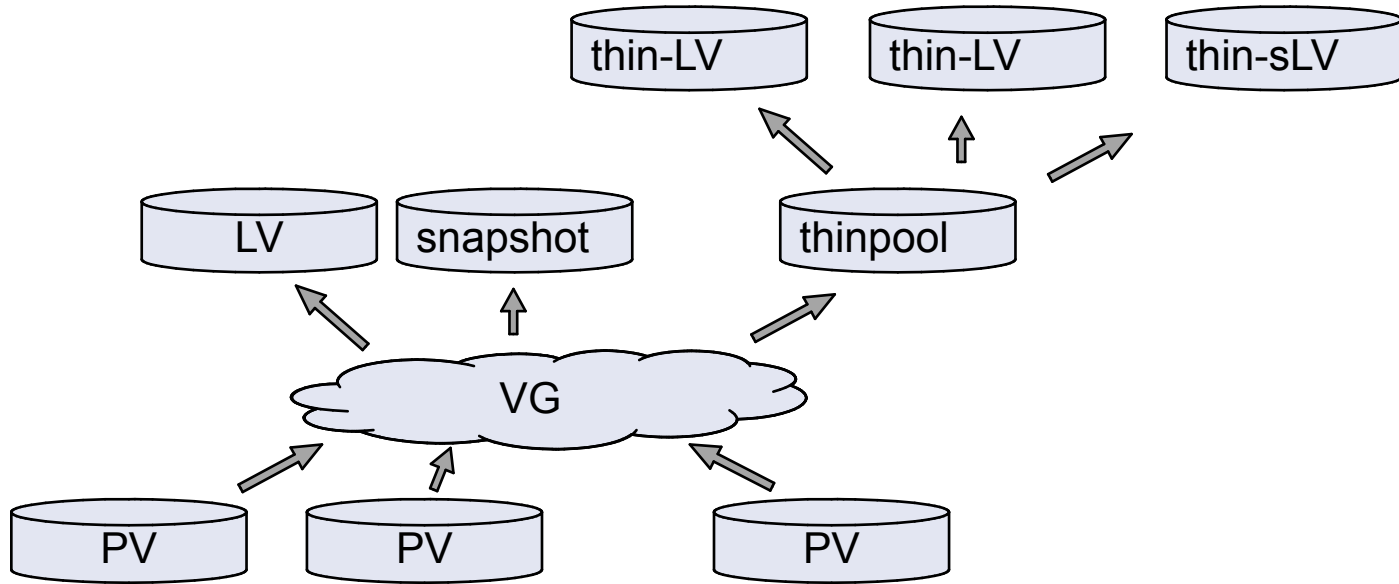 thin-LV
thin-LV
thin-sLV
LV
snapshot
thinpool
VG
PV
PV
PV